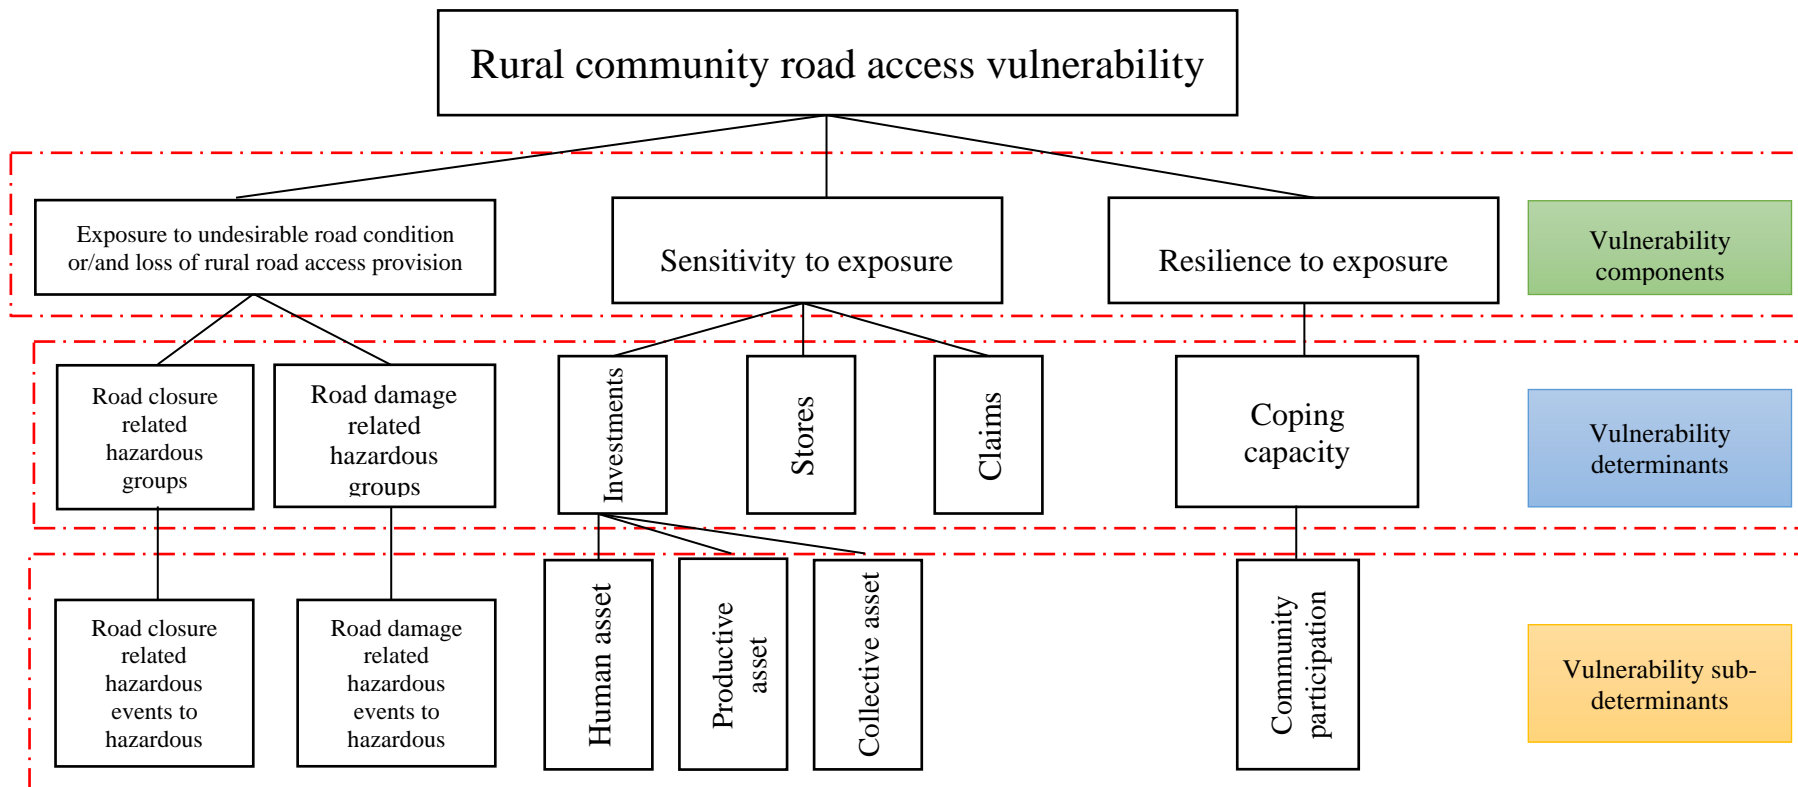 Rural community road access vulnerability
Exposure to undesirable road condition
or/and loss of rural road access provision
Sensitivity to exposure
Resilience to exposure
Vulnerability
components
Road closure
related
hazardous
groups
Road damage
related
hazardous
groups
Investments
Stores
Claims
Coping
capacity
Vulnerability
determinants
Road closure
related
hazardous
events to
hazardous
Road damage
related
hazardous
events to
hazardous
Human asset
Productive
asset
Collective asset
Community
participation
Vulnerability sub-
determinants